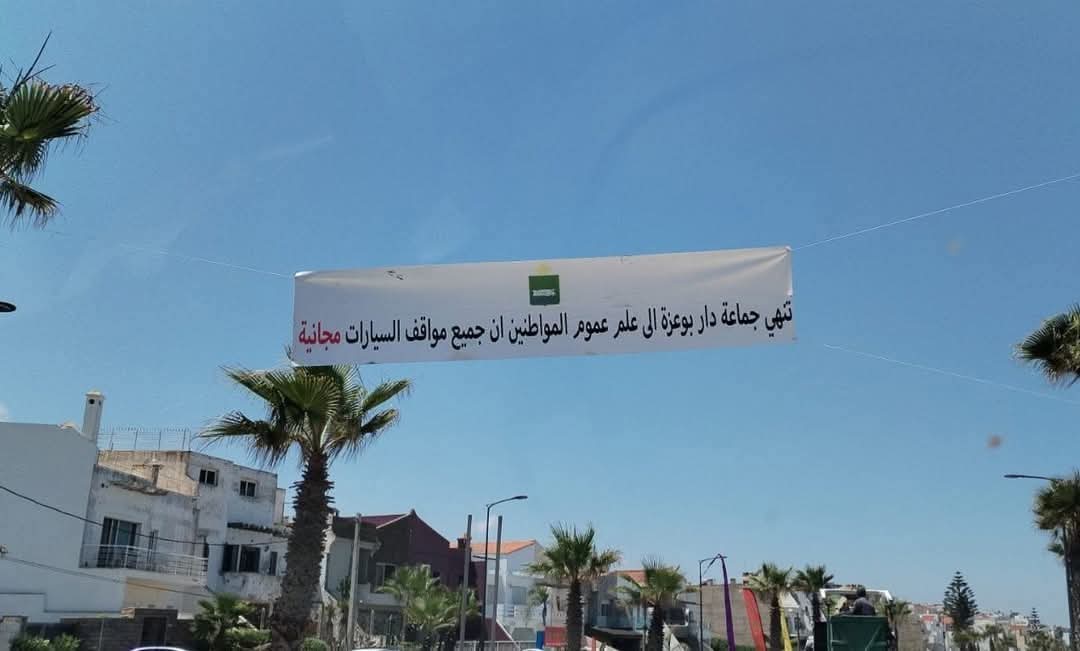 تنهي جماعة دار بوعزة الى علم عموم المواطنين ان جميع مواقف السيارات مجانية